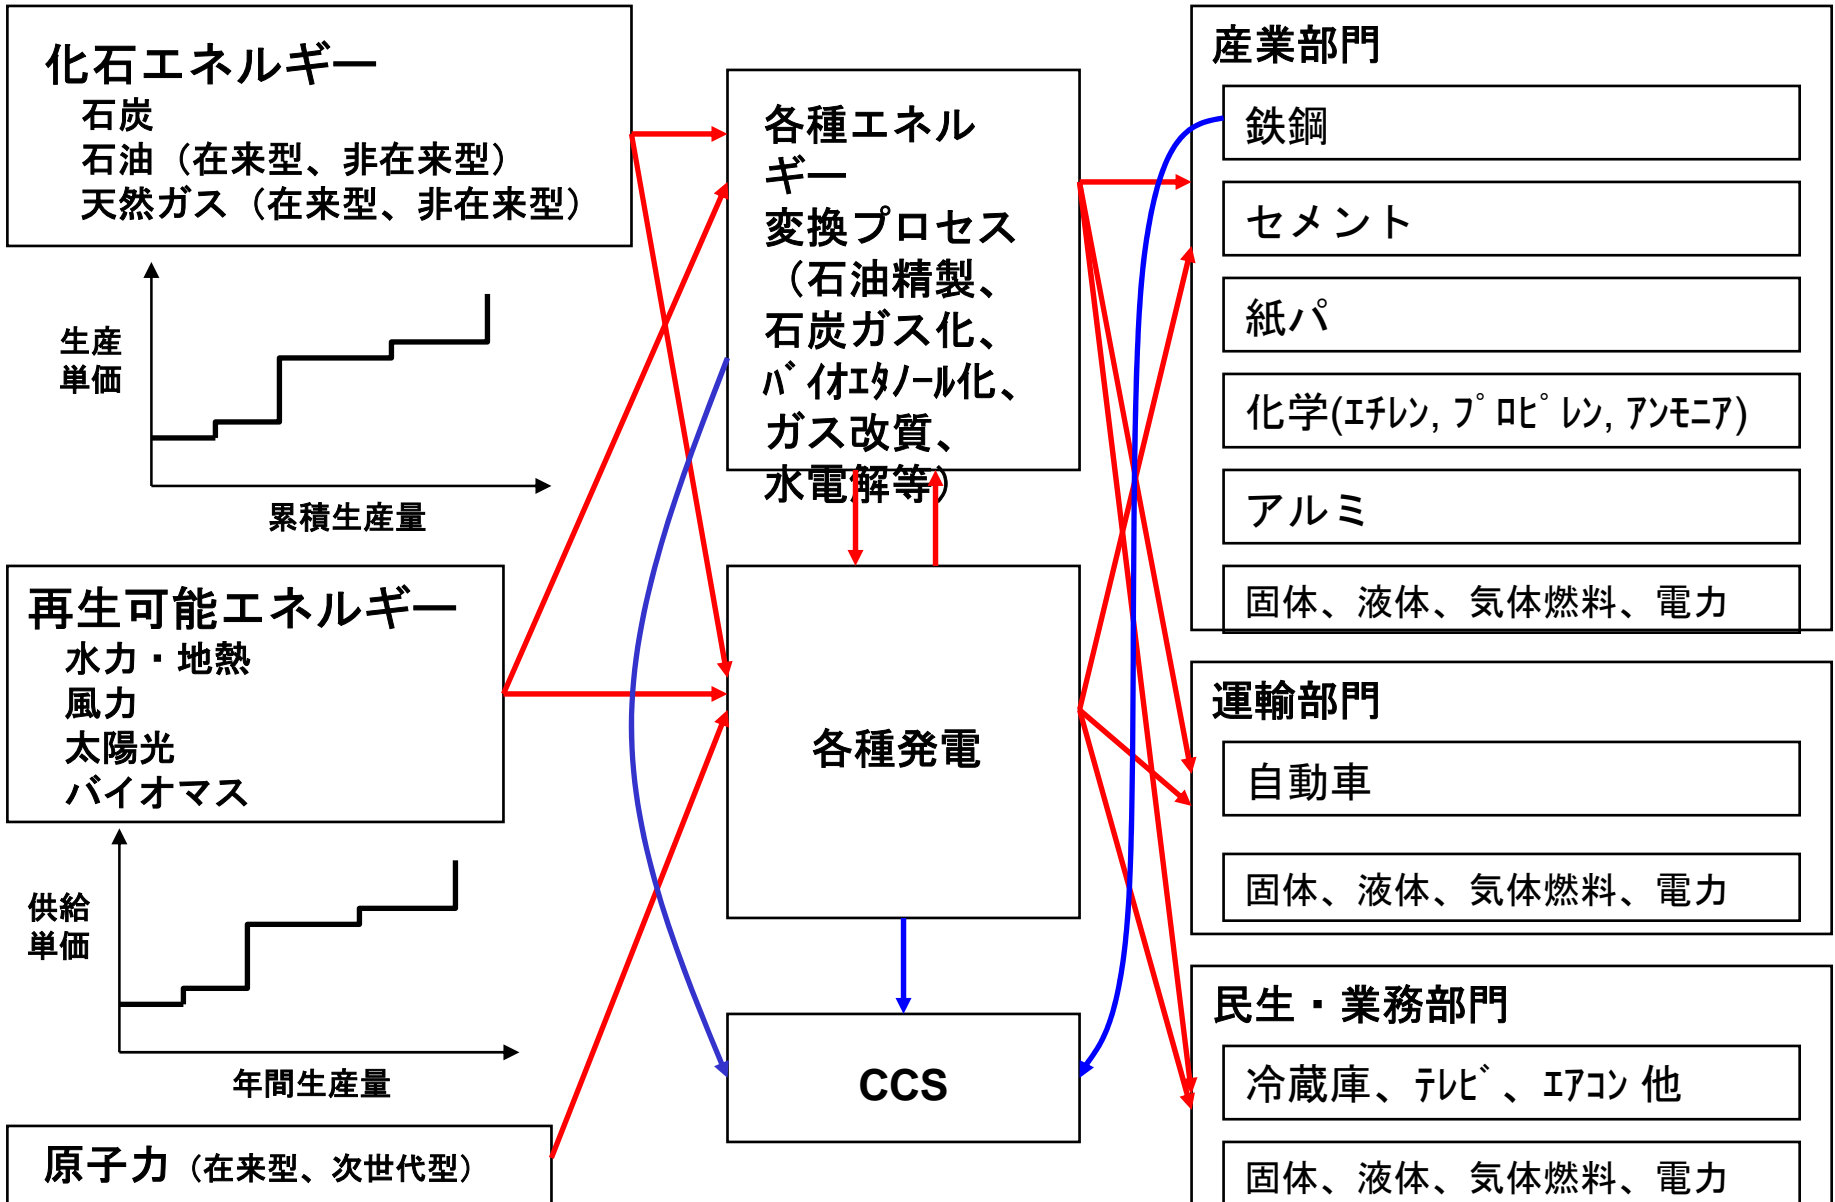 化石エネルギー
石炭
石油（在来型、非在来型）
天然ガス（在来型、非在来型）
生産
単価
累積生産量
再生可能エネルギー
水力・地熱
風力
太陽光
バイオマス
供給
単価
年間生産量
原子力（在来型、次世代型）
各種エネル
ギー
変換プロセス
（石油精製、
石炭ガス化、
ﾊﾞｲｵｴﾀﾉｰﾙ化、
ガス改質、
水電解等）
各種発電
CCS
産業部門
鉄鋼
セメント
紙パ
化学(ｴﾁﾚﾝ, ﾌﾟﾛﾋﾟﾚﾝ, ｱﾝﾓﾆｱ)
アルミ
固体、液体、気体燃料、電力
運輸部門
自動車
固体、液体、気体燃料、電力
民生・業務部門
冷蔵庫、ﾃﾚﾋﾞ、ｴｱｺﾝ 他
固体、液体、気体燃料、電力